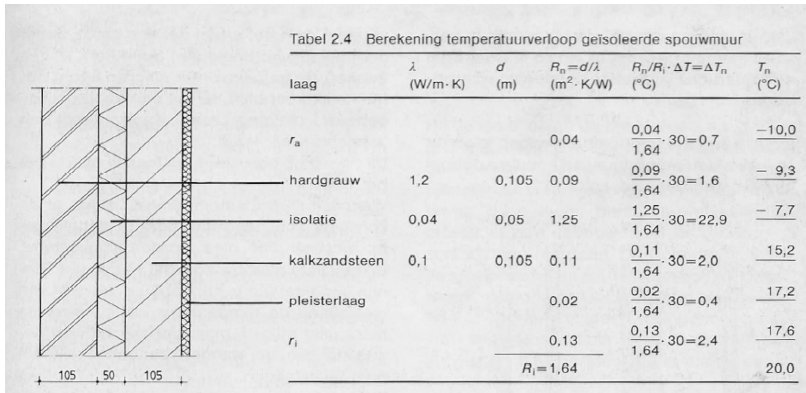 Tabel 2.4 Berekening temperatuurverloop geïsoleerde spouwmuur
laag λ (W/m·K) d (m) Rn=d/λ (m²·K/W) Rn/Ri·ΔT=ΔTn (°C) Tn (°C)
ra 0,04 0,04/1,64·30=0,7 −10,0
hardgrauw 1,2 0,105 0,09 0,09/1,64·30=1,6 − 9,3
isolatie 0,04 0,05 1,25 1,25/1,64·30=22,9 − 7,7
kalkzandsteen 0,1 0,105 0,11 0,11/1,64·30=2,0 15,2
pleisterlaag 0,02 0,02/1,64·30=0,4 17,2
ri 0,13 0,13/1,64·30=2,4 17,6
Ri=1,64 20,0
105 50 105